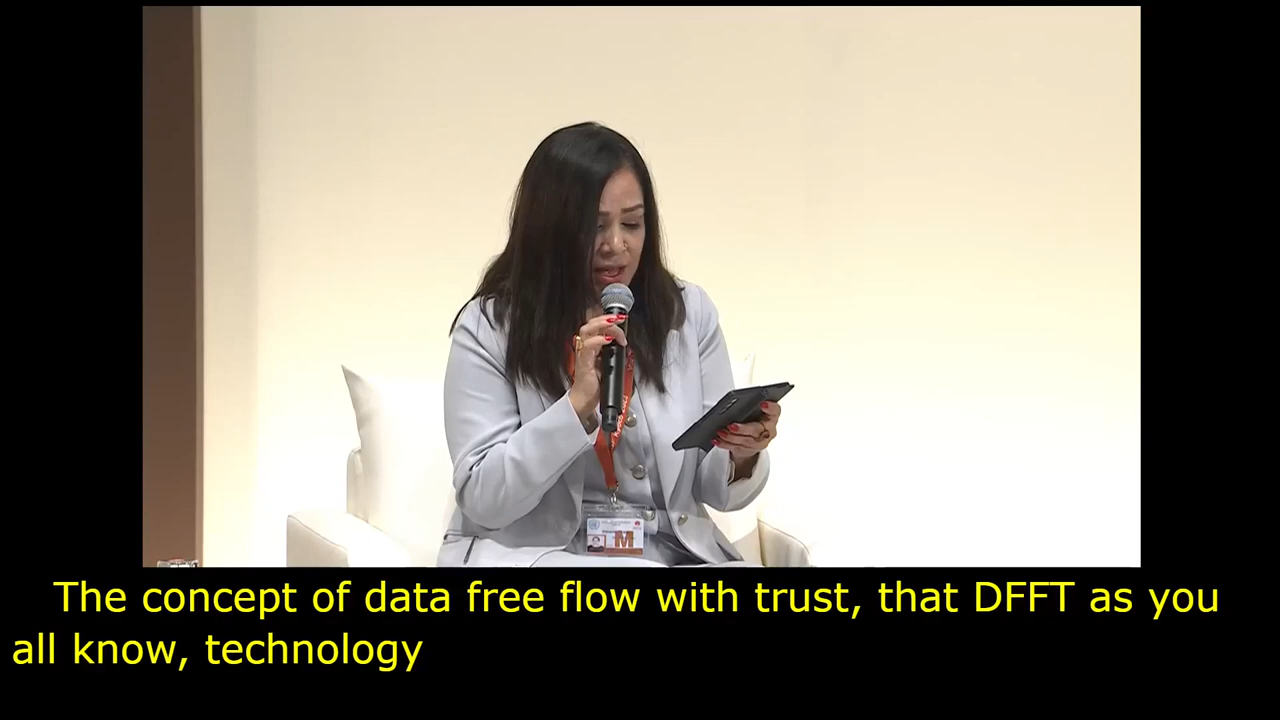 M
The concept of data free flow with trust, that DFFT as you
all know, technology